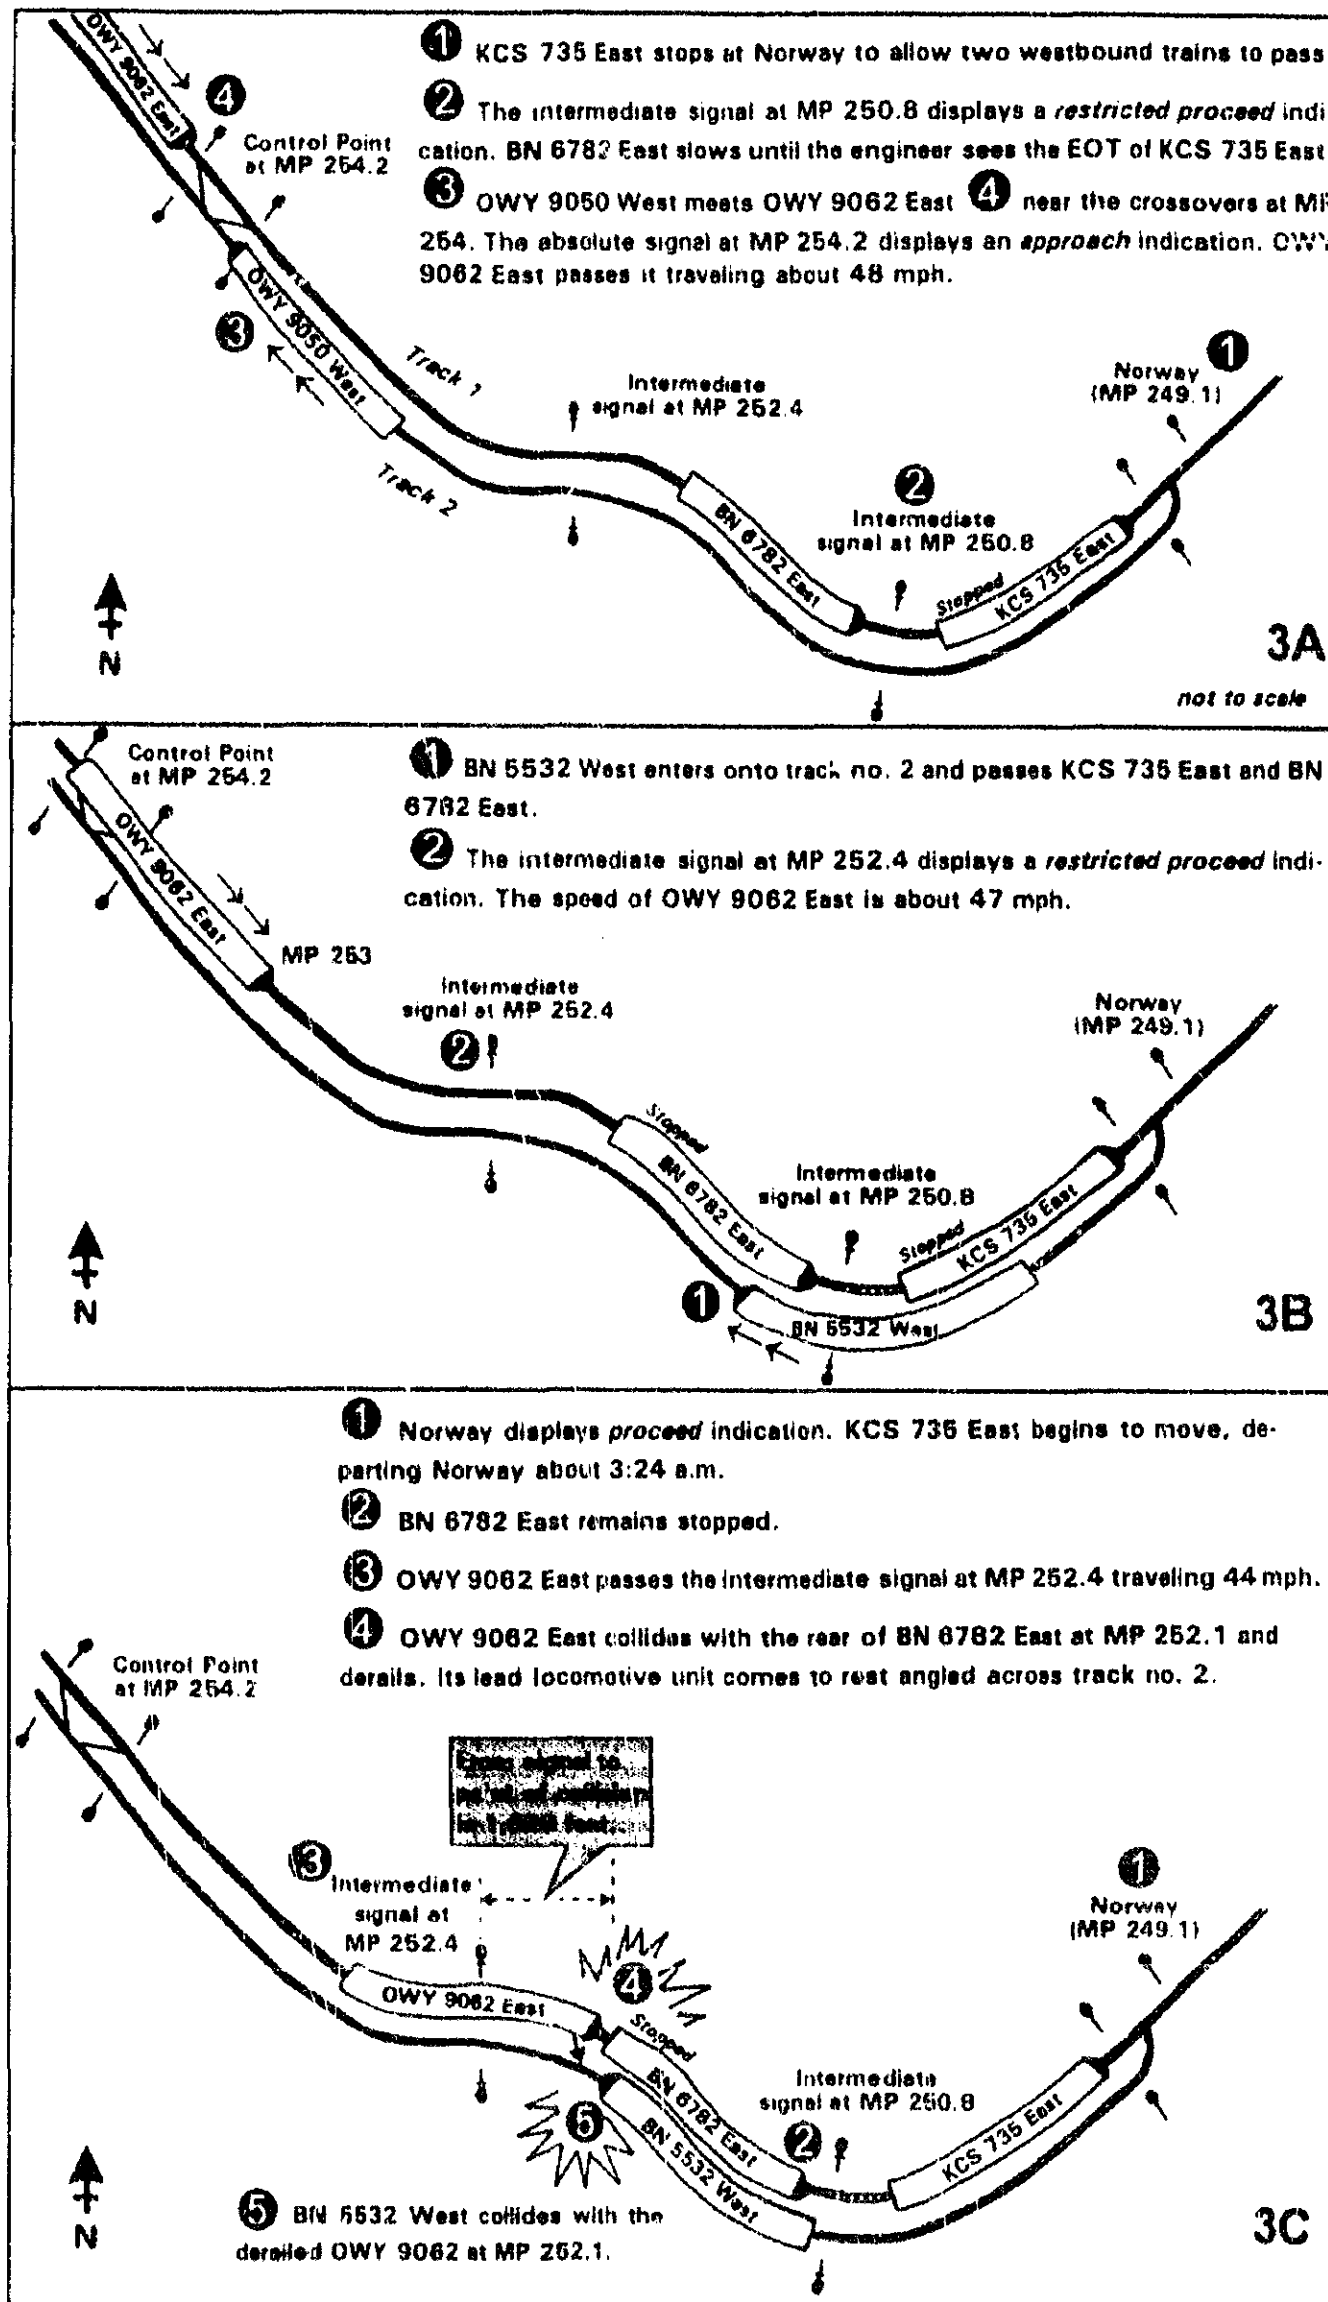 1 KCS 735 East stops at Norway to allow two westbound trains to pass
2 The intermediate signal at MP 250.8 displays a restricted proceed indi-
cation. BN 6782 East slows until the engineer sees the EOT of KCS 735 East
3 OWY 9050 West meets OWY 9062 East 4 near the crossovers at MP
254. The absolute signal at MP 254.2 displays an approach indication. OWY
9062 East passes it traveling about 48 mph.
OWY 9062 East
4
Control Point
at MP 254.2
OWY 9050 West
3
Track 1
Track 2
Intermediate
signal at MP 252.4
1
Norway
(MP 249.1)
BN 6782 East
2
Intermediate
signal at MP 250.8
Stopped
KCS 735 East
N
3A
not to scale
Control Point
at MP 254.2
1 BN 5532 West enters onto track no. 2 and passes KCS 735 East and BN
6782 East.
2 The intermediate signal at MP 252.4 displays a restricted proceed indi-
cation. The speed of OWY 9062 East is about 47 mph.
OWY 9062 East
MP 253
Intermediate
signal at MP 252.4
2
Norway
(MP 249.1)
Stopped
BN 6782 East
Intermediate
signal at MP 250.8
Stopped
KCS 735 East
1
BN 5532 West
N
3B
1 Norway displays proceed indication. KCS 735 East begins to move, de-
parting Norway about 3:24 a.m.
2 BN 6782 East remains stopped.
3 OWY 9062 East passes the intermediate signal at MP 252.4 traveling 44 mph.
4 OWY 9062 East collides with the rear of BN 6782 East at MP 252.1 and
derails. Its lead locomotive unit comes to rest angled across track no. 2.
Control Point
at MP 254.2
signal to
3
Intermediate
signal at
MP 252.4
1
Norway
(MP 249.1)
OWY 9062 East
4
Stopped
BN 6782 East
Intermediate
signal at MP 250.8
2
5
BN 5532 West
KCS 735 East
N
5 BN 5532 West collides with the
derailed OWY 9062 at MP 252.1.
3C